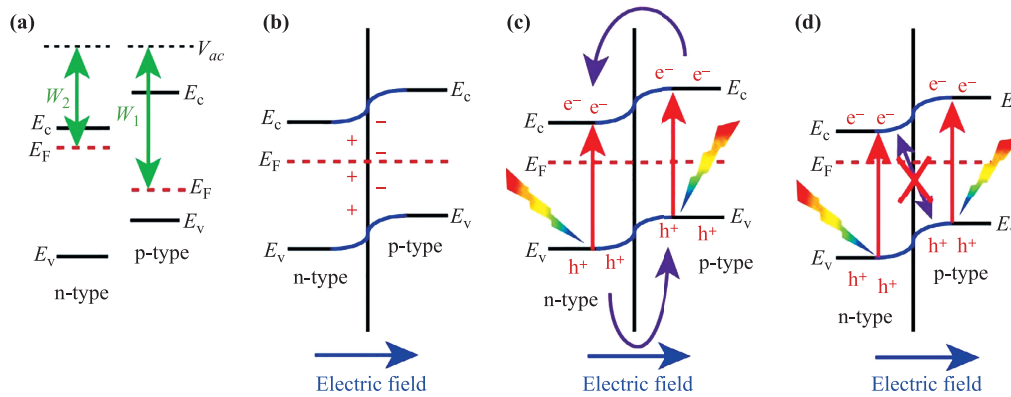 (a)
V_ac
W_2
W_1
E_c
E_c
E_F
E_F
E_v
E_v
p-type
n-type
(b)
E_c
E_c
−
+
−
E_F
+
−
+
E_v
E_v
p-type
n-type
Electric field
(c)
e⁻ e⁻
E_c
e⁻ e⁻
E_c
E_F
E_v
h⁺ h⁺
E_v
h⁺ h⁺
p-type
n-type
Electric field
(d)
e⁻ e⁻
E
e⁻ e⁻
E_c
E_F
E
h⁺ h⁺
E_v
h⁺ h⁺
p-type
n-type
Electric field